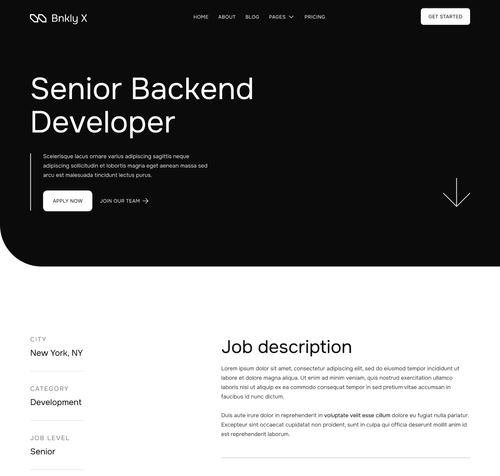 Bnkly X
HOME ABOUT BLOG PAGES PRICING
GET STARTED
Senior Backend
Developer
Scelerisque lacus ornare varius adipiscing sagittis neque
adipiscing sollicitudin et lobortis magna eget aenean massa sed
arcu est malesuada tincidunt lectus purus.
APPLY NOW
JOIN OUR TEAM
CITY
New York, NY
CATEGORY
Development
JOB LEVEL
Senior
Job description
Lorem ipsum dolor sit amet, consectetur adipiscing elit, sed do eiusmod tempor incididunt ut
labore et dolore magna aliqua. Ut enim ad minim veniam, quis nostrud exercitation ullamco
laboris nisi ut aliquip ex ea commodo consequat tempor in sed pretium vitae accumsan in
faucibus id nunc dictum.
Duis aute irure dolor in reprehenderit in voluptate velit esse cillum dolore eu fugiat nulla pariatur.
Excepteur sint occaecat cupidatat non proident, sunt in culpa qui officia deserunt mollit anim id
est reprehenderit laborum.